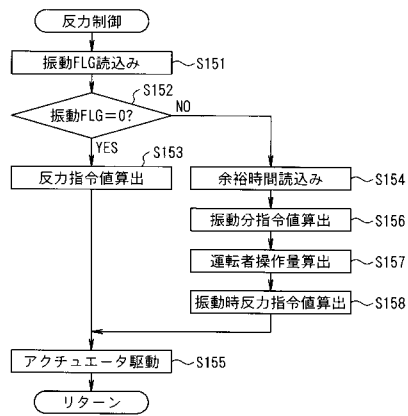 反力制御
振動FLG読込み
S151
S152
振動FLG=0?
NO
YES
S153
反力指令値算出
余裕時間読込み
S154
振動分指令値算出
S156
運転者操作量算出
S157
振動時反力指令値算出
S158
アクチュエータ駆動
S155
リターン